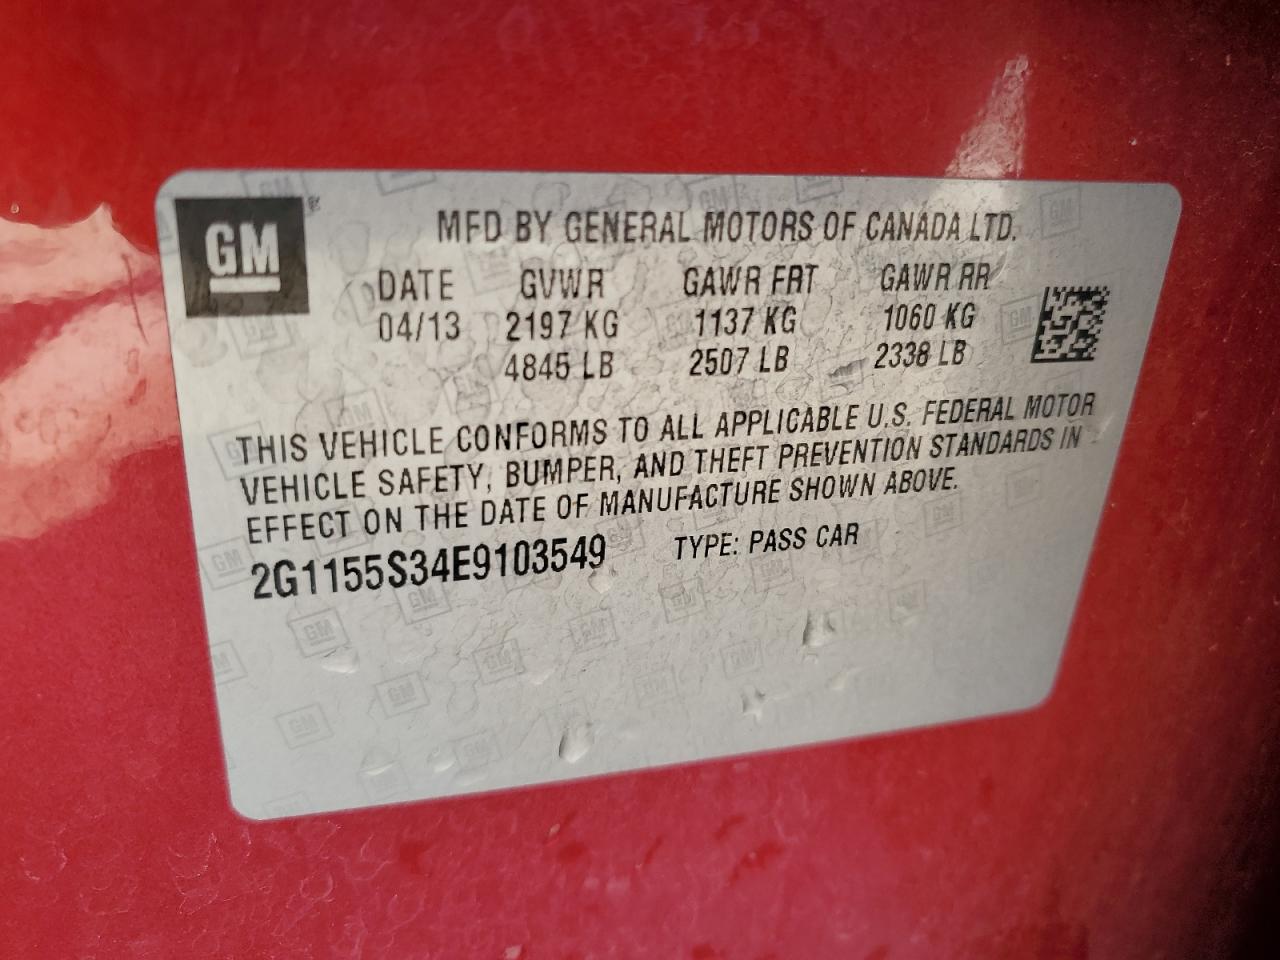 GM
MFD BY GENERAL MOTORS OF CANADA LTD.
DATE GVWR GAWR FRT GAWR RR
04/13 2197 KG 1137 KG 1060 KG
4845 LB 2507 LB 2338 LB
THIS VEHICLE CONFORMS TO ALL APPLICABLE U.S. FEDERAL MOTOR
VEHICLE SAFETY, BUMPER, AND THEFT PREVENTION STANDARDS IN
EFFECT ON THE DATE OF MANUFACTURE SHOWN ABOVE.
2G1155S34E9103549 TYPE: PASS CAR